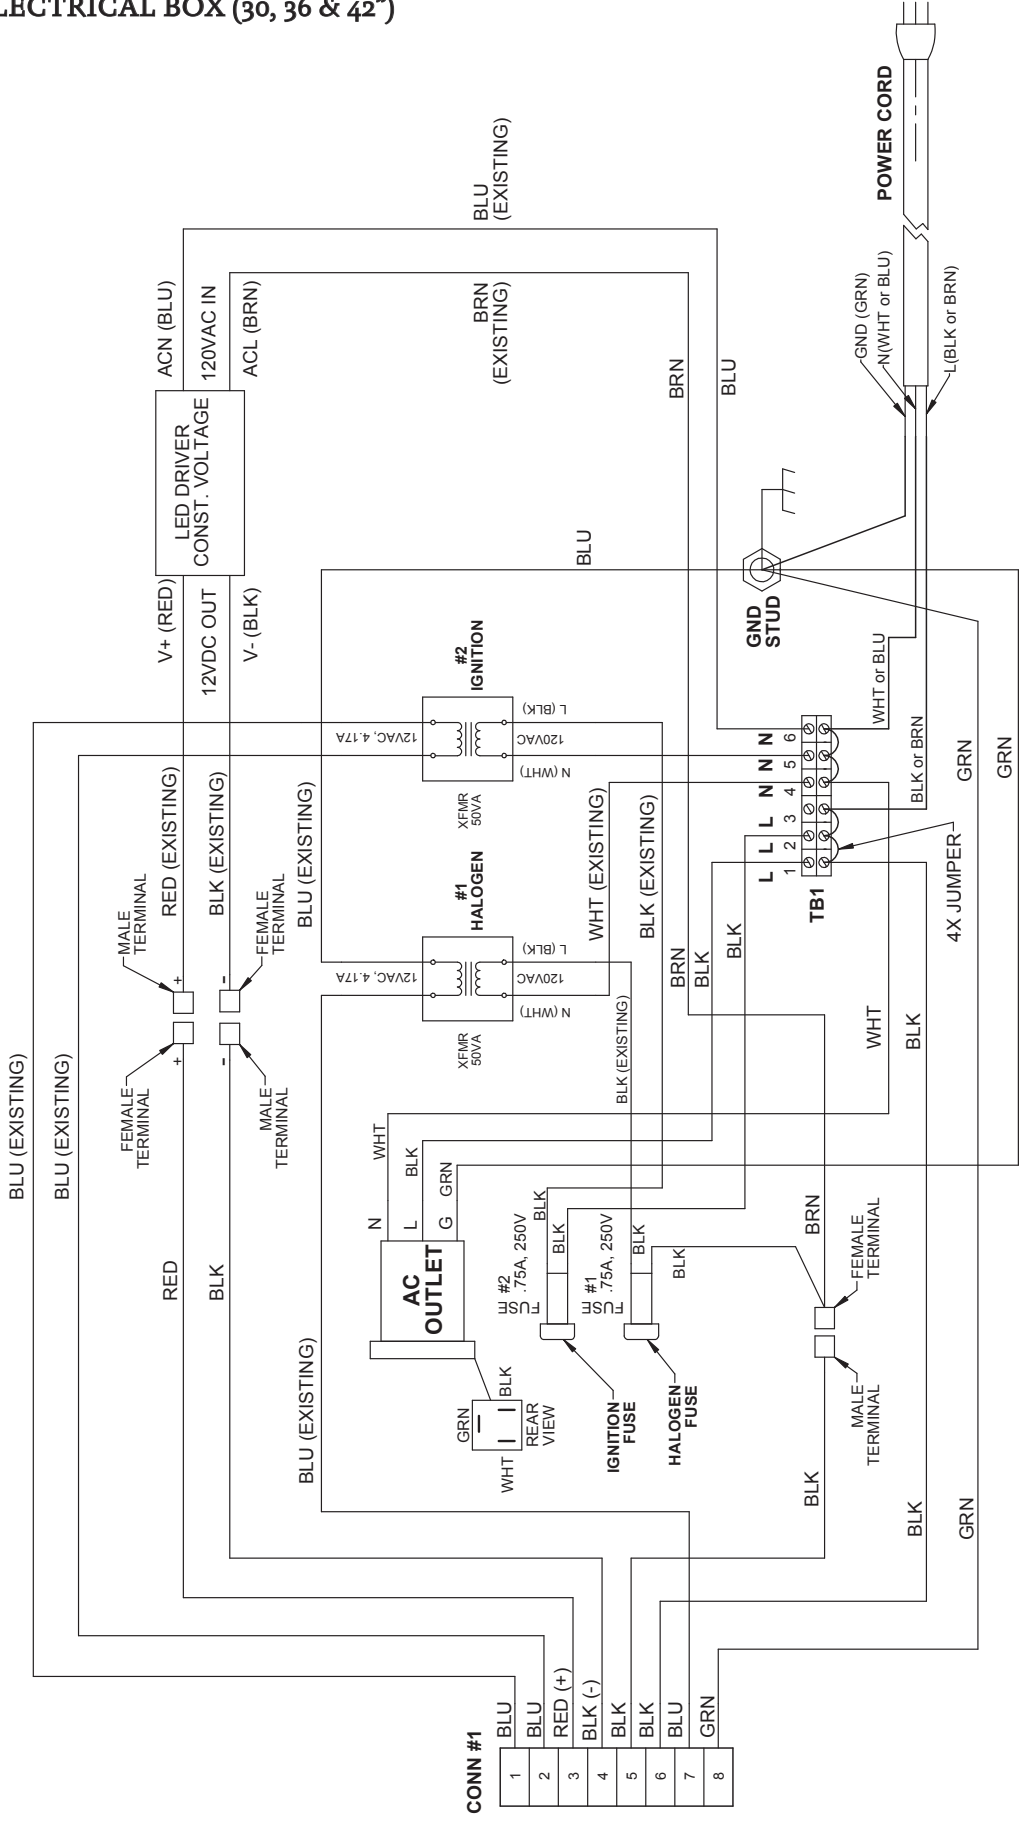 LECTRICAL BOX (30, 36 & 42")
POWER CORD
GND (GRN)
N(WHT or BLU)
L(BLK or BRN)
BLU
(EXISTING)
BRN
(EXISTING)
ACN (BLU)
120VAC IN
ACL (BRN)
LED DRIVER
CONST. VOLTAGE
V+ (RED)
12VDC OUT
V- (BLK)
BRN
BLU
BLU
GND
STUD
#2
IGNITION
L (BLK)
120VAC
N (WHT)
12VAC, 4.17A
XFMR
50VA
#1
HALOGEN
L (BLK)
120VAC
N (WHT)
12VAC, 4.17A
XFMR
50VA
RED (EXISTING)
BLK (EXISTING)
BLU (EXISTING)
MALE
TERMINAL
FEMALE
TERMINAL
+
-
+
-
FEMALE
TERMINAL
MALE
TERMINAL
WHT (EXISTING)
BLK (EXISTING)
BLK (EXISTING)
BRN
BLK
BLK
L L L N N N
1 2 3 4 5 6
TB1
4X JUMPER
WHT or BLU
BLK or BRN
GRN
GRN
WHT
BLK
BLU (EXISTING)
BLU (EXISTING)
RED
BLK
BLU (EXISTING)
WHT
BLK
GRN
N
L
G
AC
OUTLET
GRN
BLK
WHT
REAR
VIEW
BLK
BLK
FUSE
#2
.75A, 250V
BLK
BLK
FUSE
#1
.75A, 250V
IGNITION
FUSE
HALOGEN
FUSE
BRN
FEMALE
TERMINAL
MALE
TERMINAL
BLK
BLK
GRN
CONN #1
1 BLU
2 BLU
3 RED (+)
4 BLK (-)
5 BLK
6 BLK
7 BLU
8 GRN